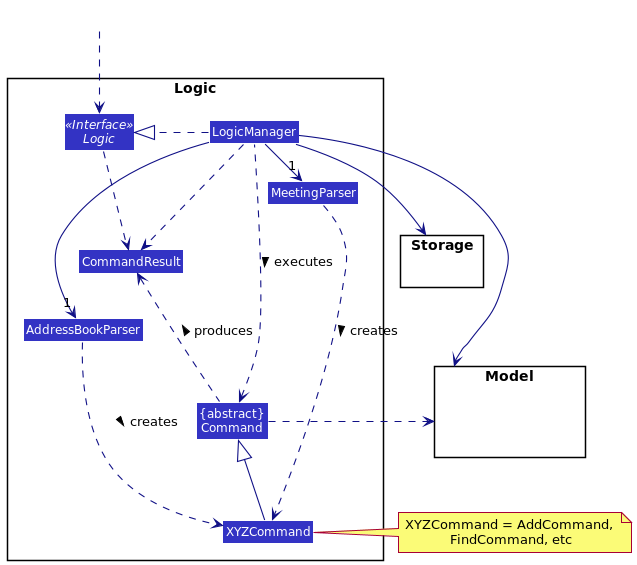 Logic
«Interface»
Logic
LogicManager
1
MeetingParser
Storage
CommandResult
executes
1
AddressBookParser
produces
creates
Model
{abstract}
Command
creates
XYZCommand
XYZCommand = AddCommand,
FindCommand, etc